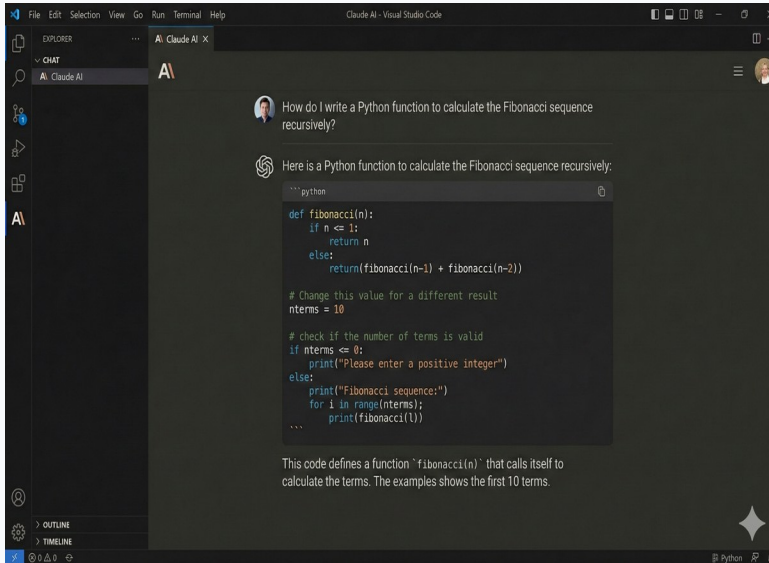 File Edit Selection View Go Run Terminal Help
Claude AI - Visual Studio Code
EXPLORER
CHAT
A\ Claude AI
A\ Claude AI
A\
A\
1
How do I write a Python function to calculate the Fibonacci sequence
recursively?
Here is a Python function to calculate the Fibonacci sequence recursively:
```python
def fibonacci(n):
    if n <= 1:
        return n
    else:
        return(fibonacci(n-1) + fibonacci(n-2))
# Change this value for a different result
nterms = 10
# check if the number of terms is valid
if nterms <= 0:
    print("Please enter a positive integer")
else:
    print("Fibonacci sequence:")
    for i in range(nterms);
        print(fibonacci(l))
```
This code defines a function `fibonacci(n)` that calls itself to
calculate the terms. The examples shows the first 10 terms.
OUTLINE
TIMELINE
0 0
Python